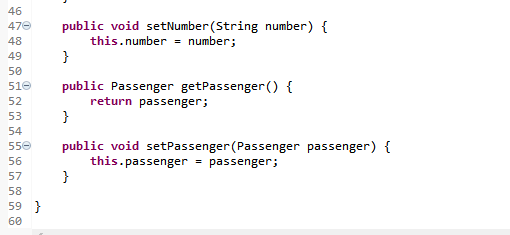 46
47 public void setNumber(String number) {
48 this.number = number;
49 }
50
51 public Passenger getPassenger() {
52 return passenger;
53 }
54
55 public void setPassenger(Passenger passenger) {
56 this.passenger = passenger;
57 }
58
59 }
60